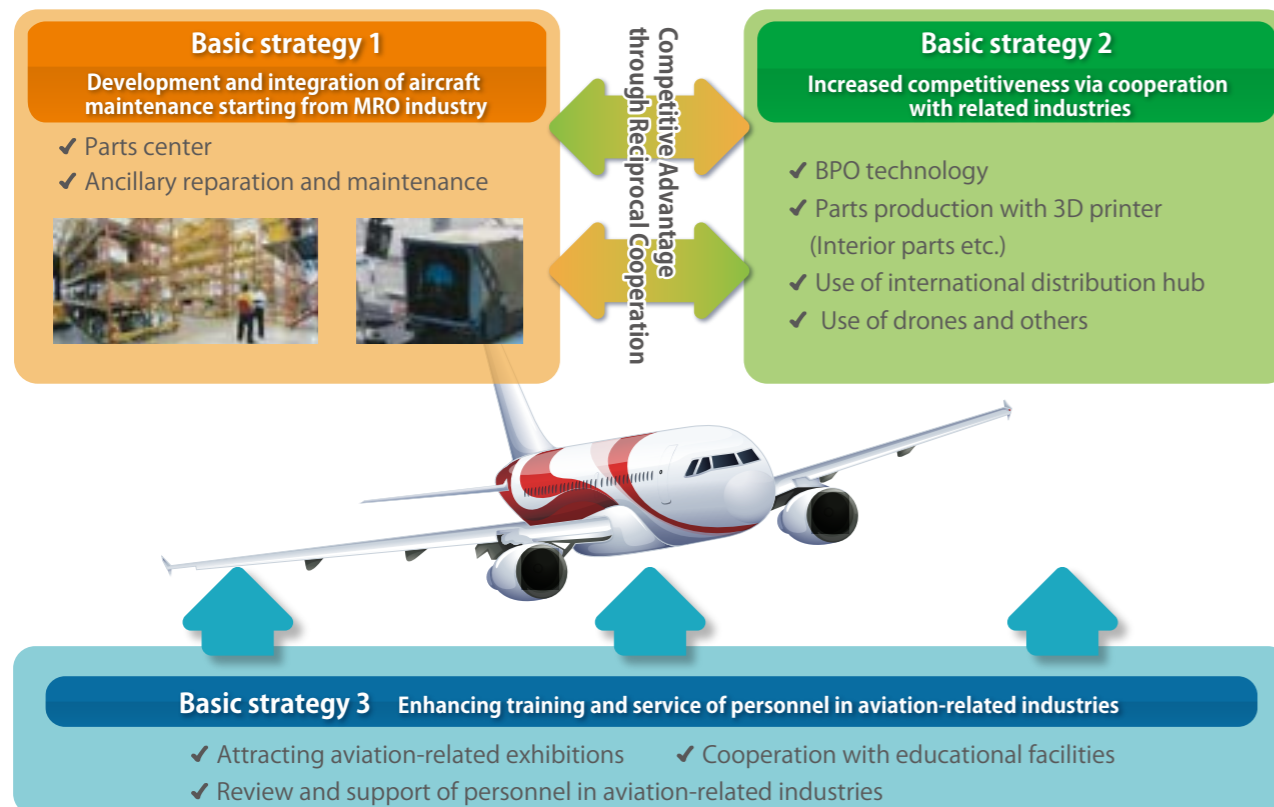 Basic strategy 1
Development and integration of aircraft
maintenance starting from MRO industry
✔ Parts center
✔ Ancillary reparation and maintenance
Competitive Advantage
through Reciprocal Cooperation
Basic strategy 2
Increased competitiveness via cooperation
with related industries
✔ BPO technology
✔ Parts production with 3D printer
(Interior parts etc.)
✔ Use of international distribution hub
✔ Use of drones and others
Basic strategy 3 Enhancing training and service of personnel in aviation-related industries
✔ Attracting aviation-related exhibitions ✔ Cooperation with educational facilities
✔ Review and support of personnel in aviation-related industries